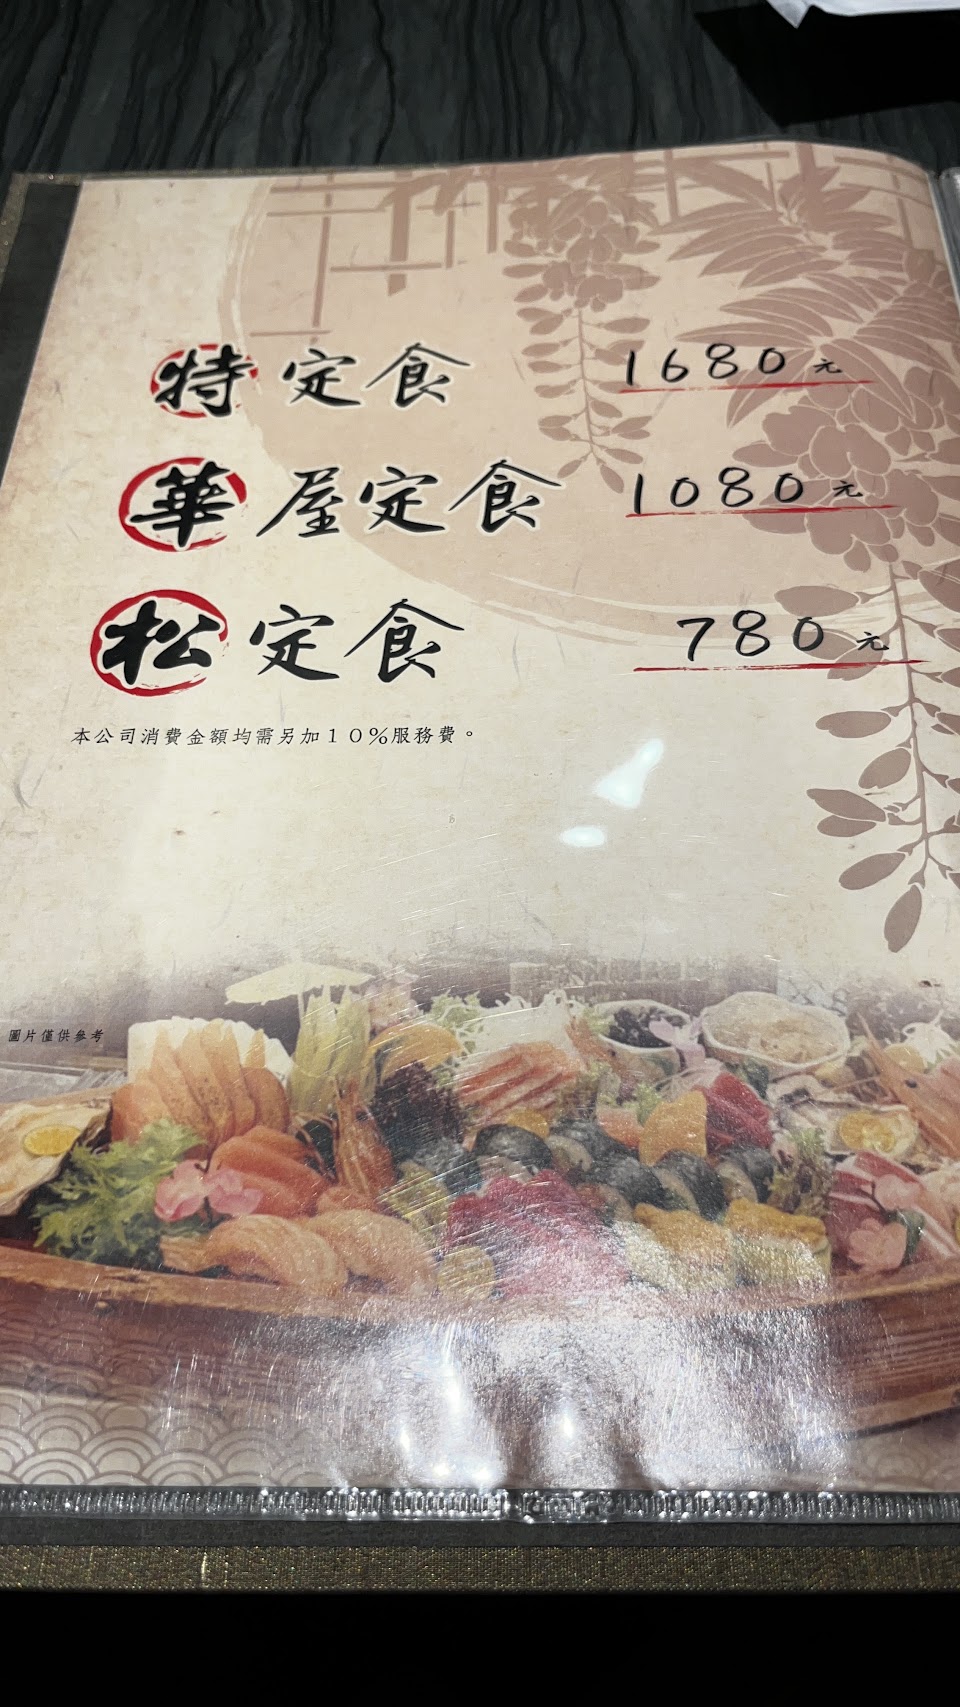 特定食 1680元
華屋定食 1080元
松定食 780元
本公司消費金額均需另加１０％服務費。
圖片僅供參考